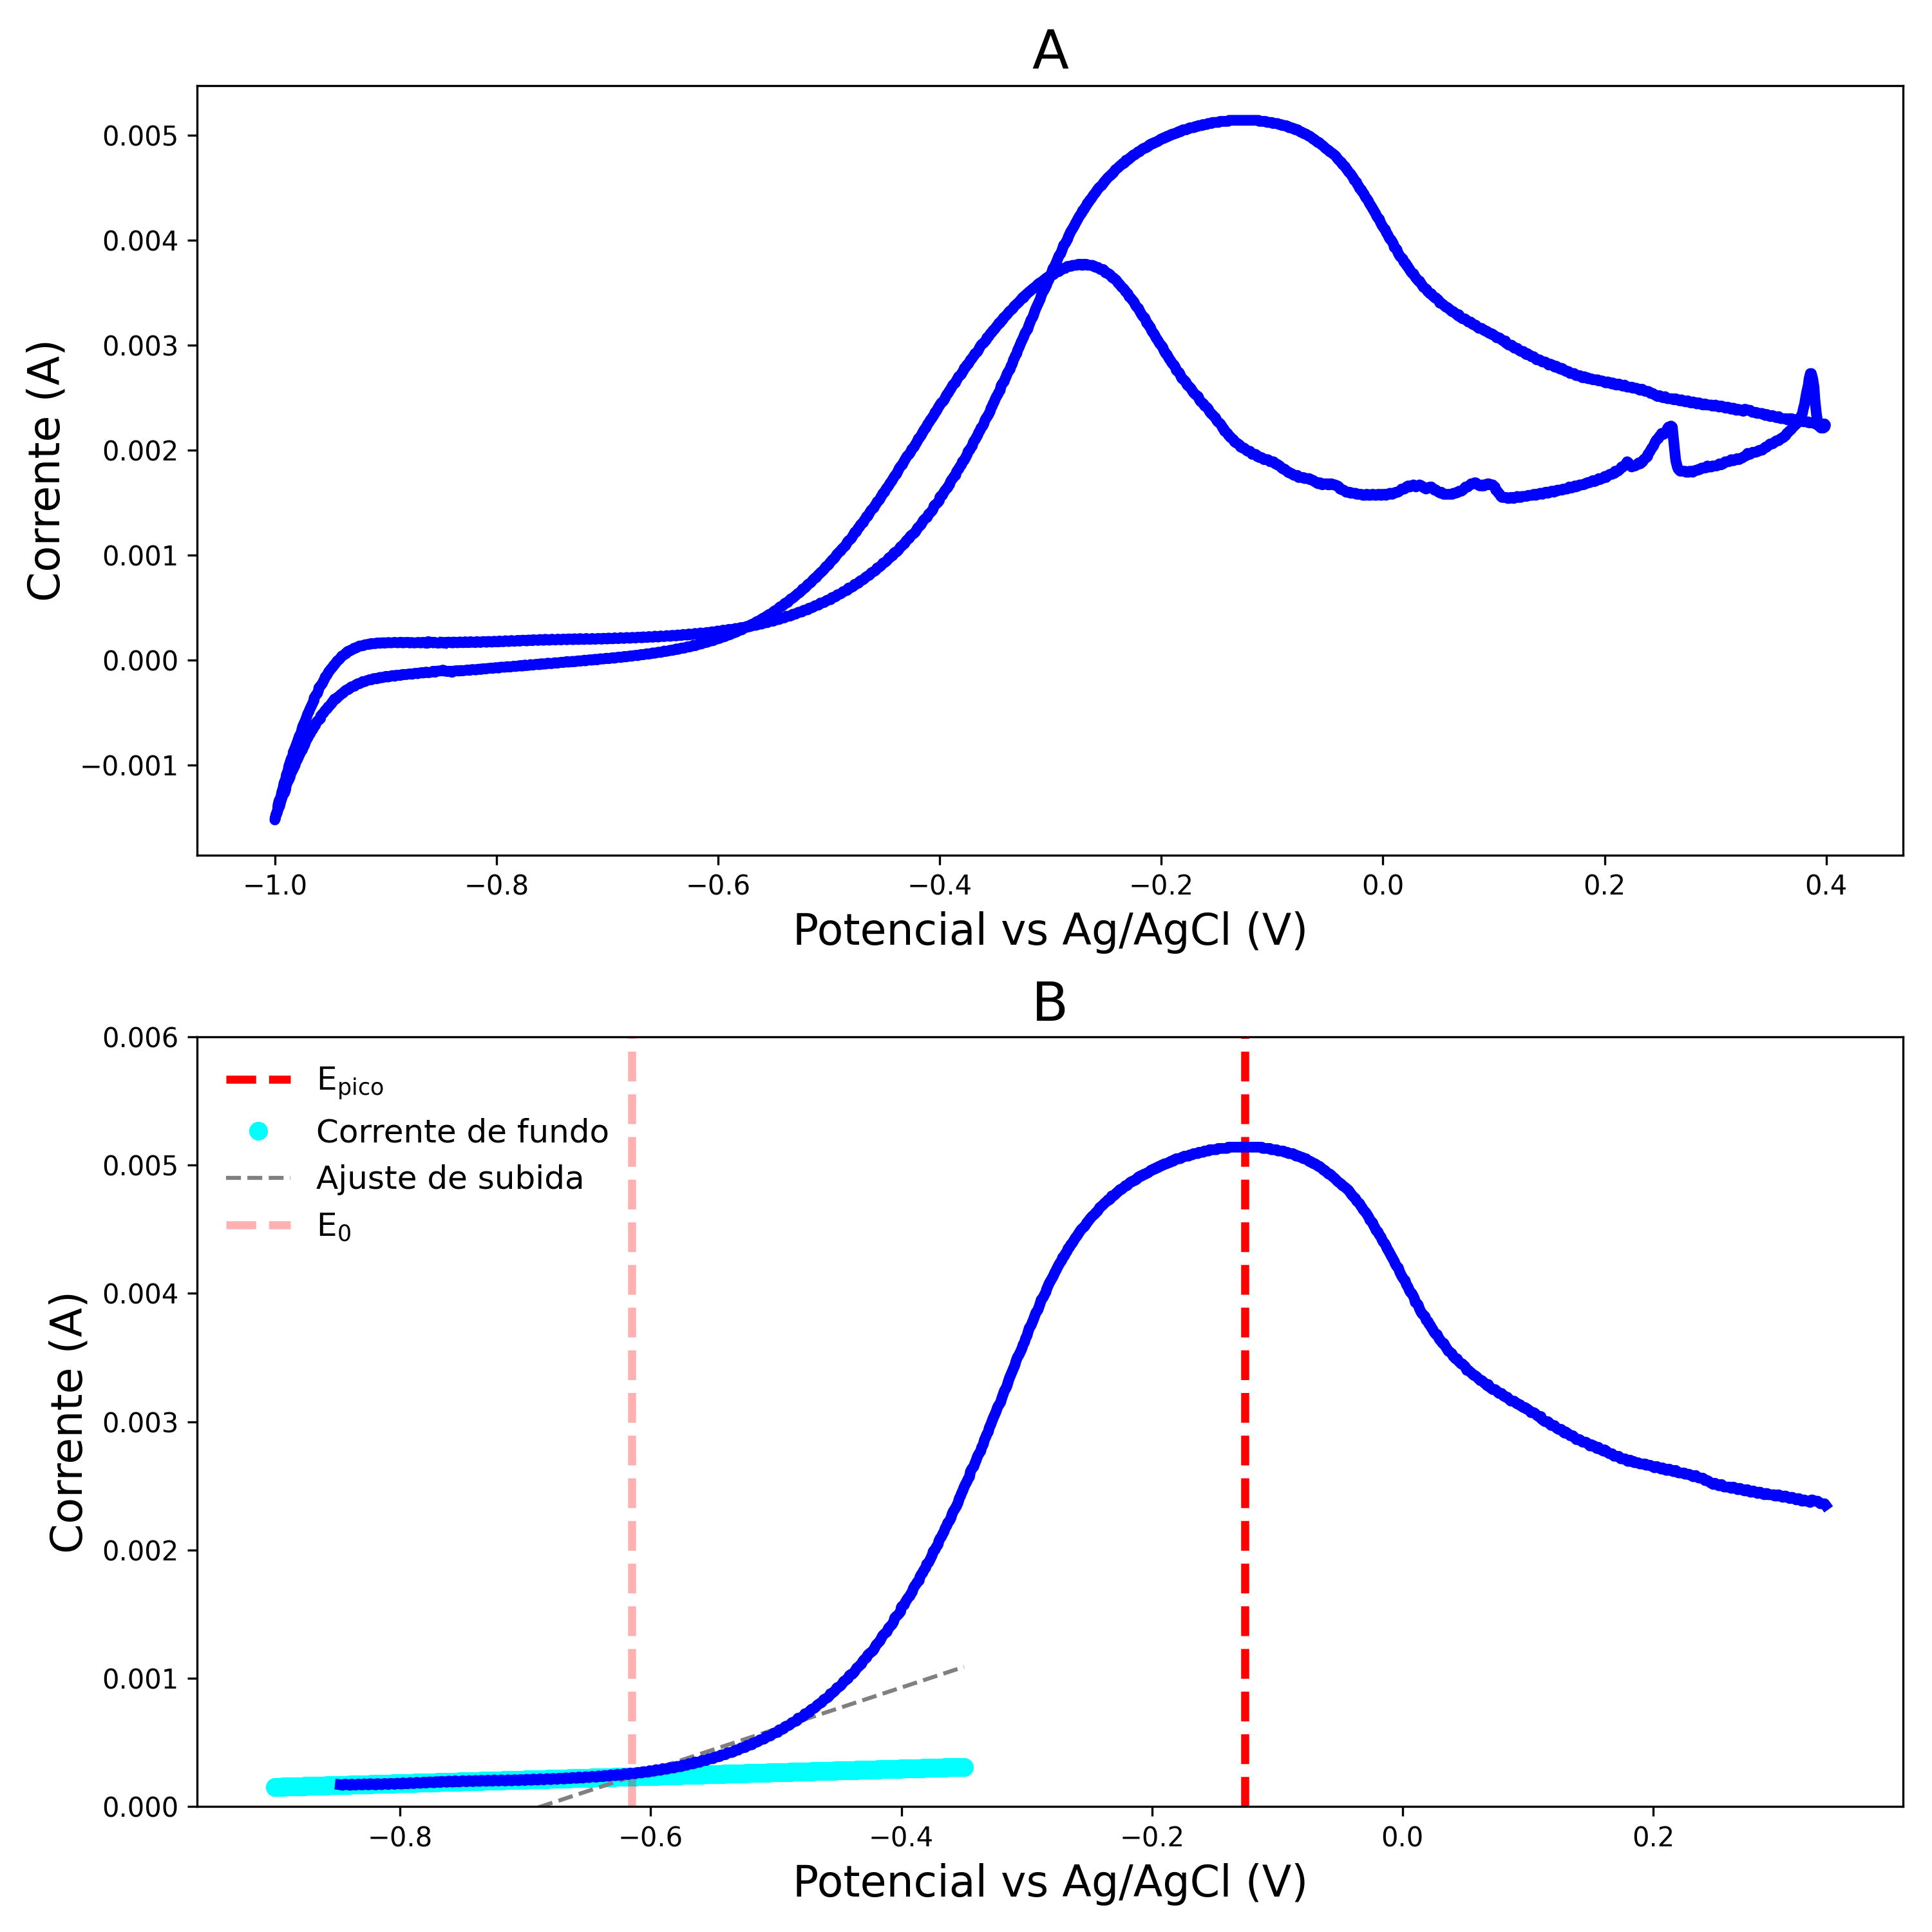 A
0.005
0.004
0.003
0.002
0.001
0.000
−0.001
Corrente (A)
−1.0 −0.8 −0.6 −0.4 −0.2 0.0 0.2 0.4
Potencial vs Ag/AgCl (V)
B
0.006
0.005
0.004
0.003
0.002
0.001
0.000
Corrente (A)
E_pico
Corrente de fundo
Ajuste de subida
E_0
−0.8 −0.6 −0.4 −0.2 0.0 0.2
Potencial vs Ag/AgCl (V)